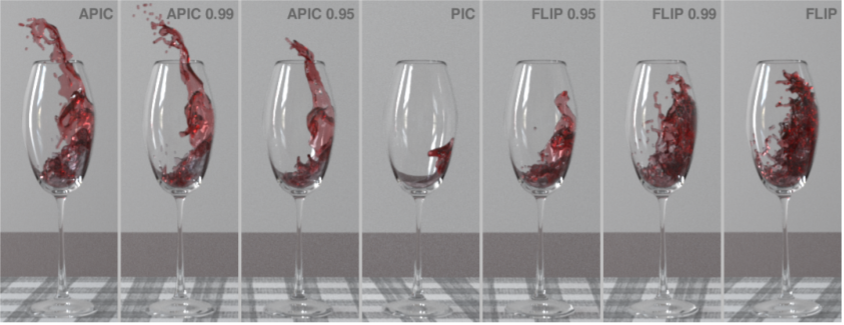 APIC
APIC 0.99
APIC 0.95
PIC
FLIP 0.95
FLIP 0.99
FLIP